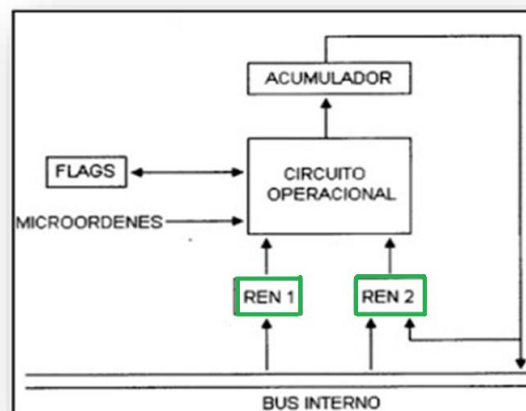 ACUMULADOR
FLAGS
CIRCUITO
OPERACIONAL
MICROORDENES
REN 1
REN 2
BUS INTERNO